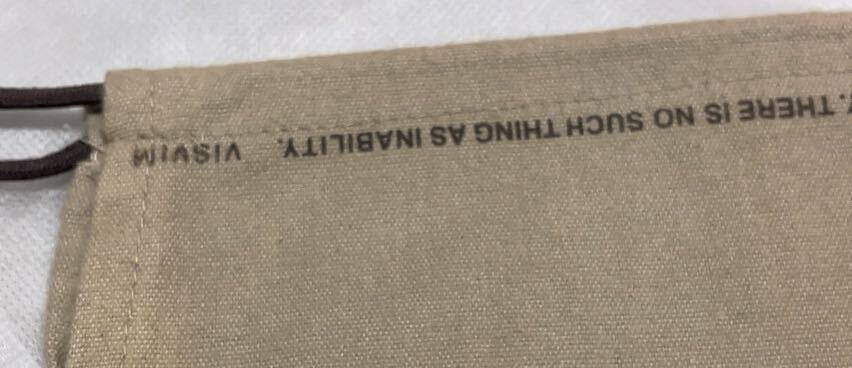 . THERE IS NO SUCH THING AS INABILITY. VISVIM